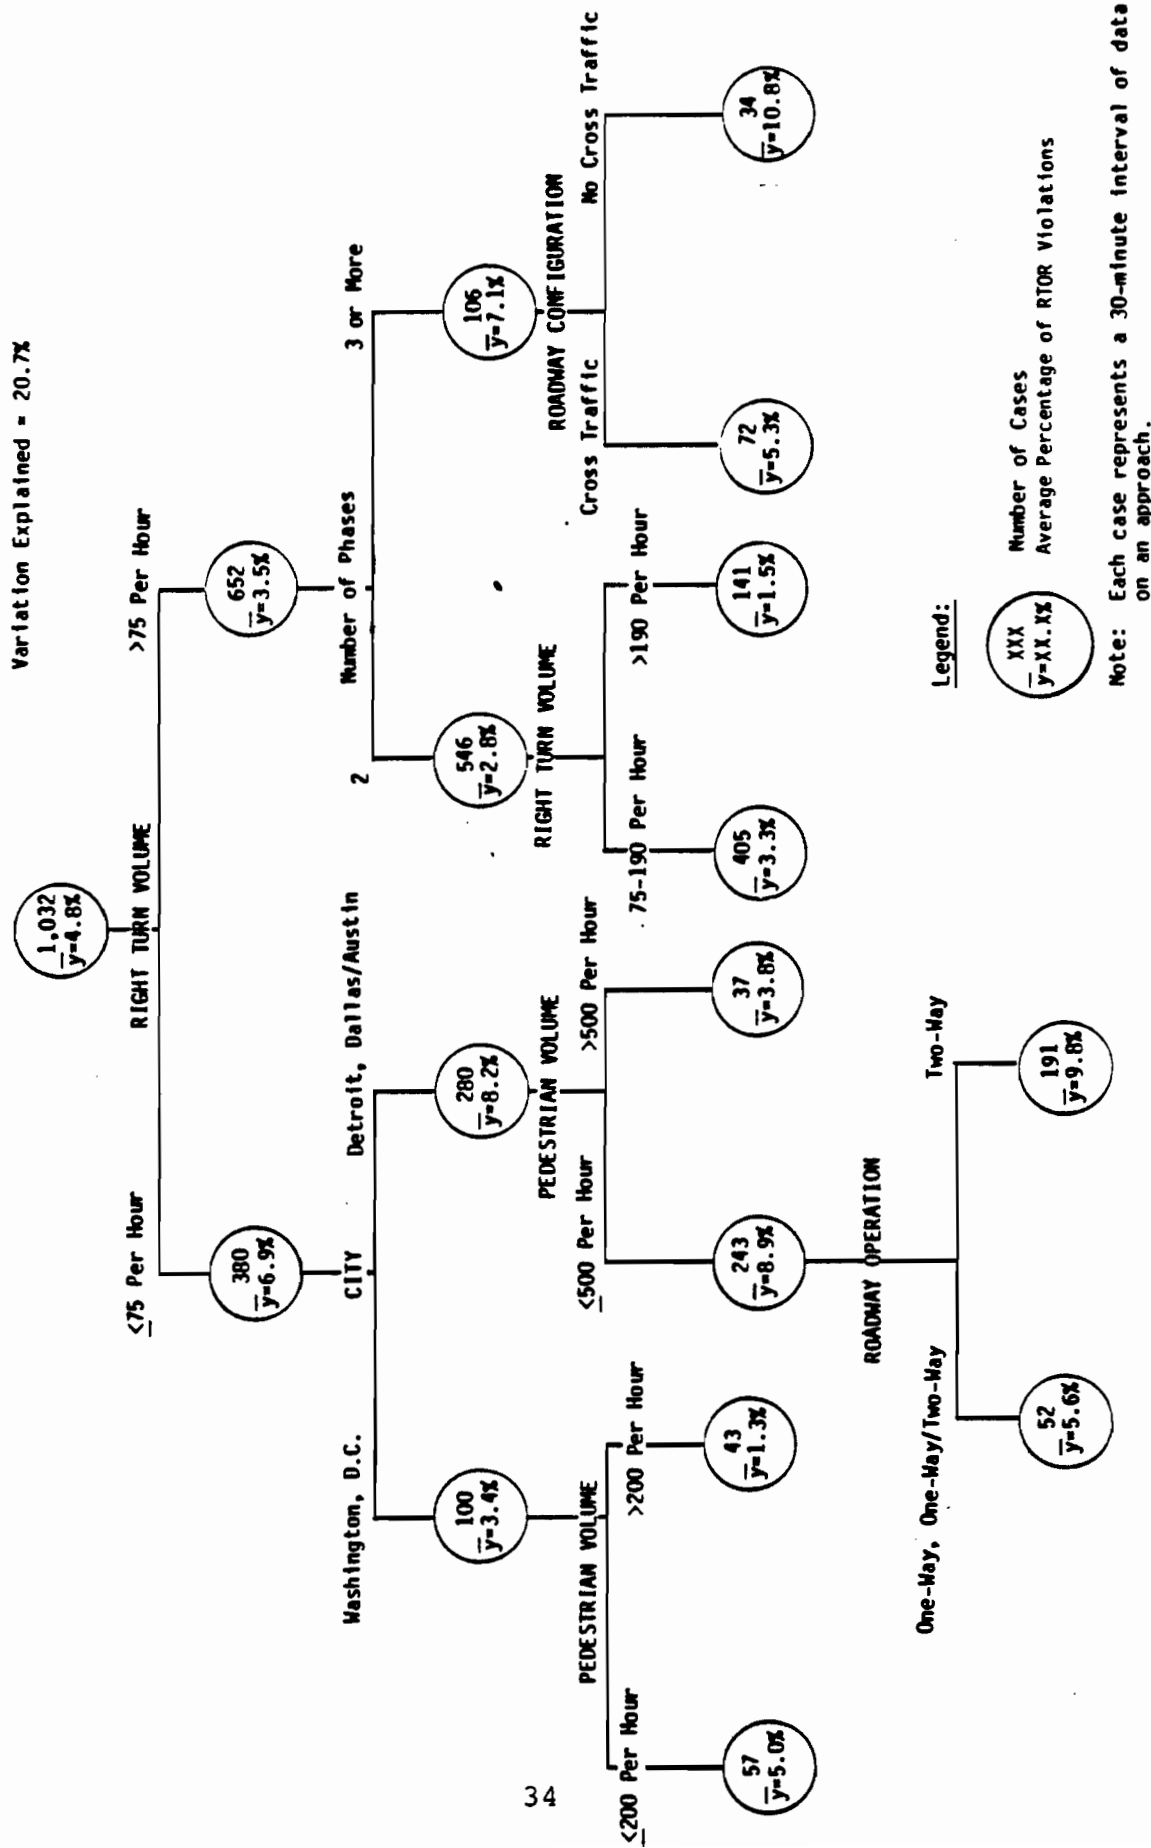 Variation Explained = 20.7%
1,032
y=4.8%
RIGHT TURN VOLUME
≤75 Per Hour
>75 Per Hour
380
y=6.9%
652
y=3.5%
CITY
Number of Phases
Washington, D.C.
Detroit, Dallas/Austin
2
3 or More
100
y=3.4%
280
y=8.2%
546
y=2.8%
106
y=7.1%
PEDESTRIAN VOLUME
PEDESTRIAN VOLUME
RIGHT TURN VOLUME
ROADWAY CONFIGURATION
≤200 Per Hour
>200 Per Hour
≤500 Per Hour
>500 Per Hour
75-190 Per Hour
>190 Per Hour
Cross Traffic
No Cross Traffic
57
y=5.0%
43
y=1.3%
243
y=8.9%
37
y=3.8%
405
y=3.3%
141
y=1.5%
72
y=5.3%
34
y=10.8%
ROADWAY OPERATION
One-Way, One-Way/Two-Way
Two-Way
52
y=5.6%
191
y=9.8%
Legend:
XXX
y=XX.X%
Number of Cases
Average Percentage of RTOR Violations
Note: Each case represents a 30-minute interval of data
on an approach.
34